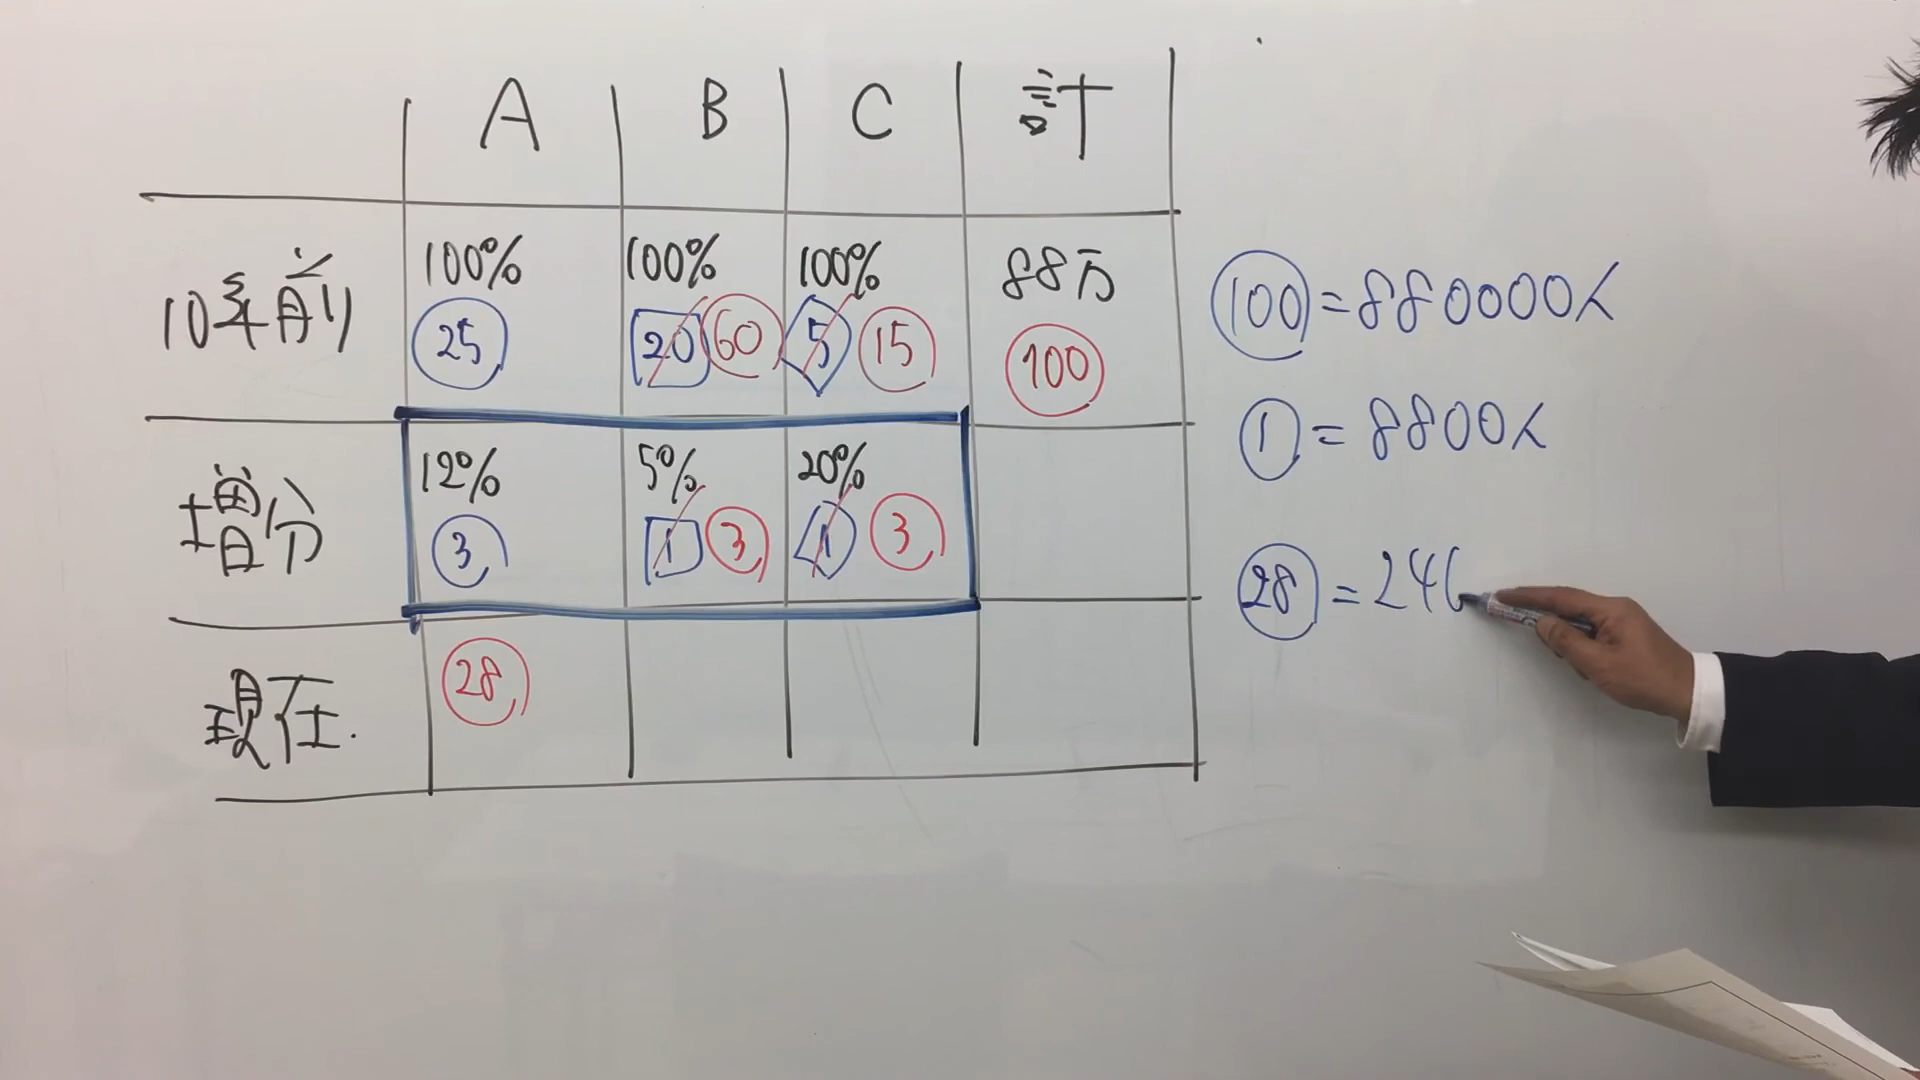 A B C 計
10年前 100% 100% 100% 88万
25 20 60 5 15 100
増分 12% 5% 20%
3 1 3 1 3
現在.
28
100=880000人
1=8800人
28=246